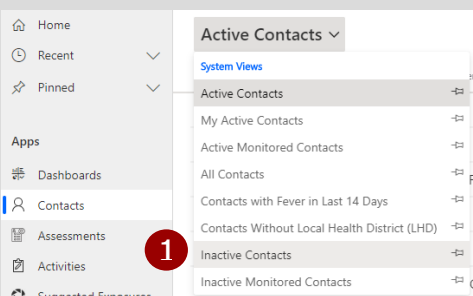 Home
Recent
Pinned
Apps
Dashboards
Contacts
Assessments
Activities
Suggested Exposures
Active Contacts
System Views
Active Contacts
My Active Contacts
Active Monitored Contacts
All Contacts
Contacts with Fever in Last 14 Days
Contacts Without Local Health District (LHD)
1
Inactive Contacts
Inactive Monitored Contacts